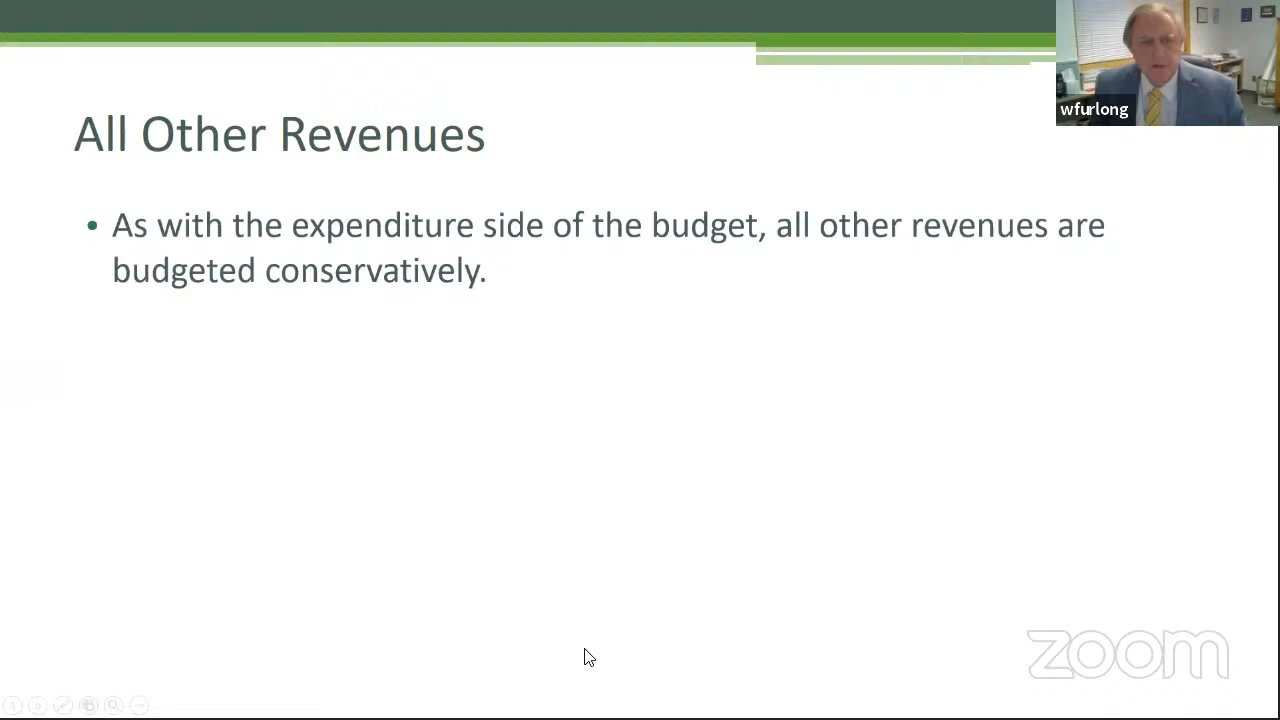 wfurlong
All Other Revenues
• As with the expenditure side of the budget, all other revenues are
budgeted conservatively.
zoom